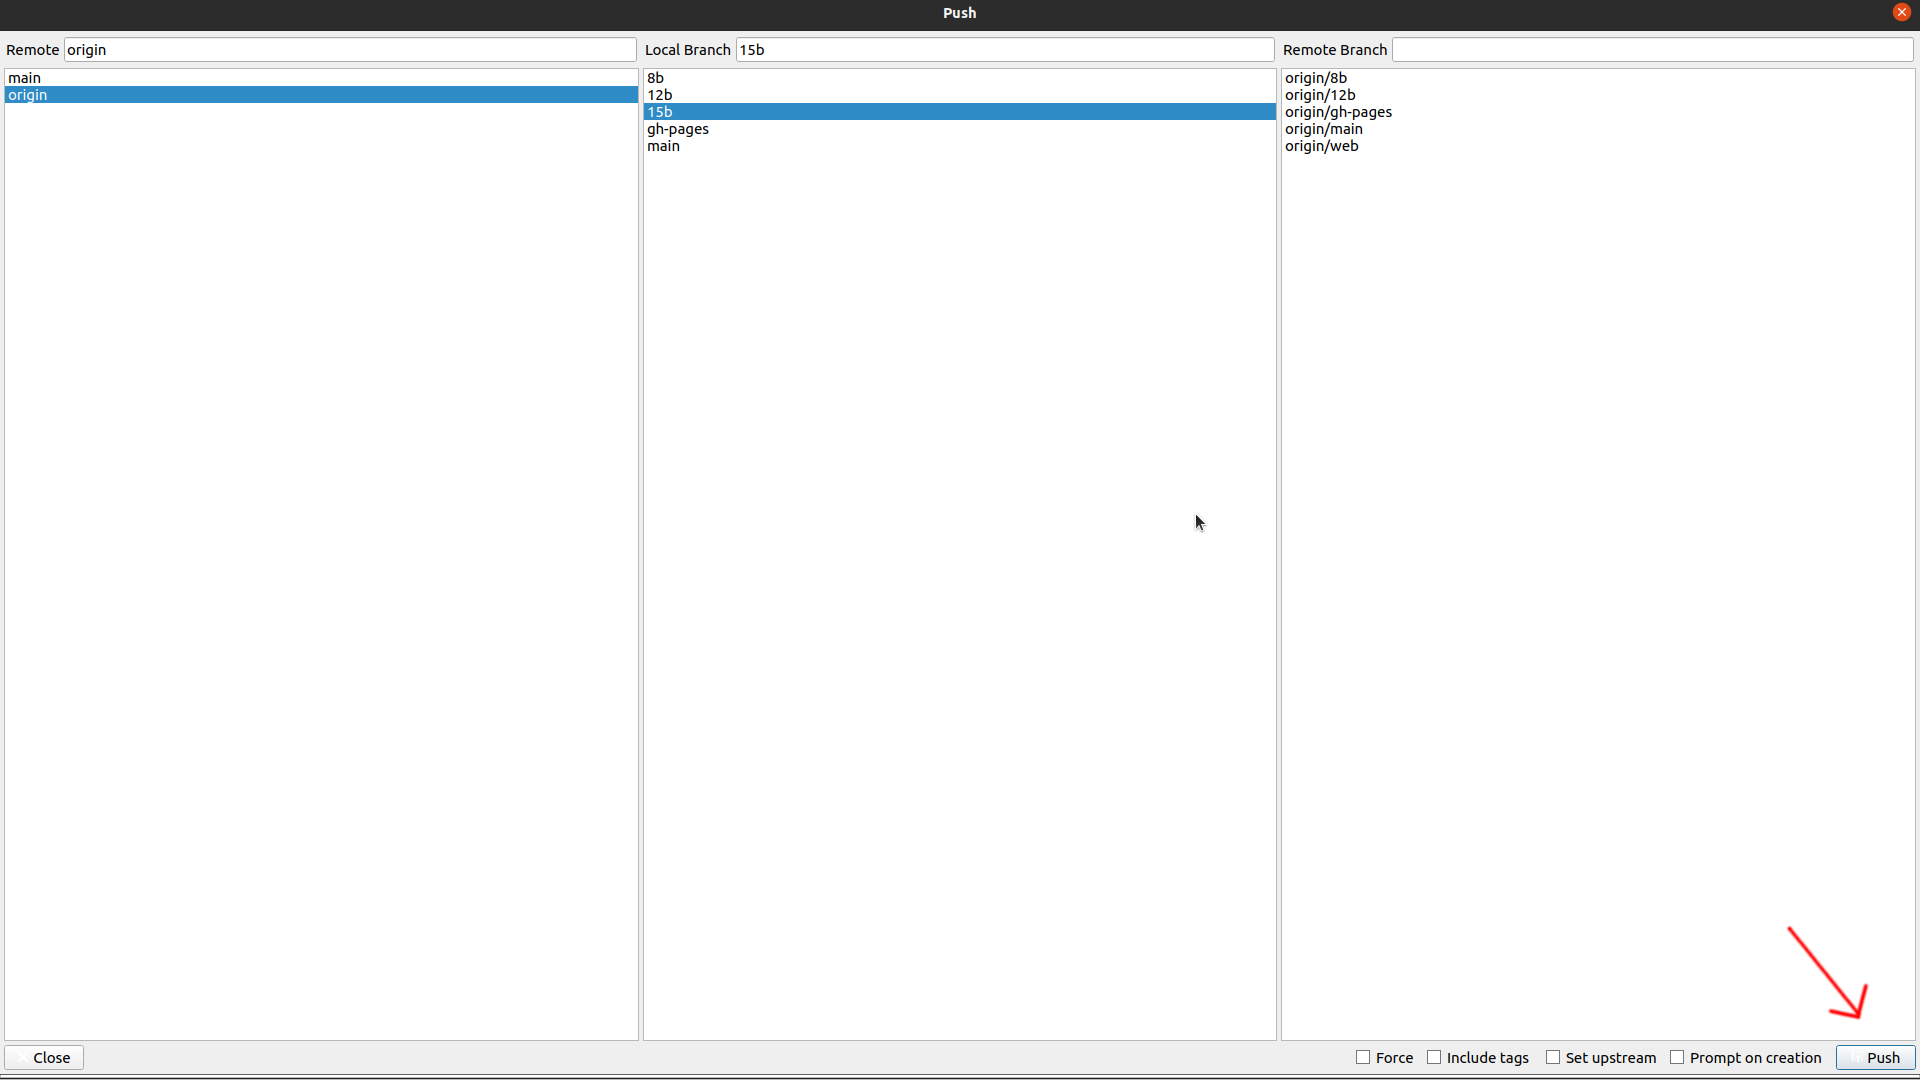 Push
Remote origin
main
origin
Local Branch 15b
8b
12b
15b
gh-pages
main
Remote Branch
origin/8b
origin/12b
origin/gh-pages
origin/main
origin/web
Close
Force
Include tags
Set upstream
Prompt on creation
Push